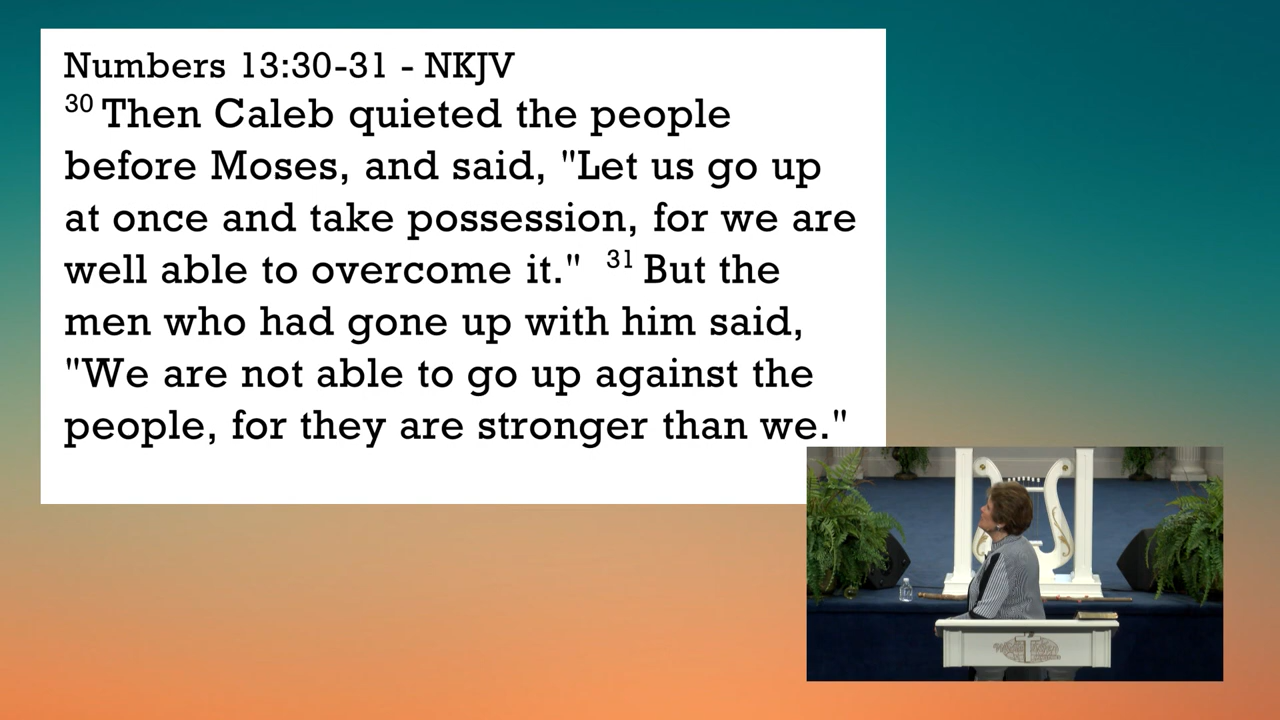 Numbers 13:30-31 - NKJV
30 Then Caleb quieted the people
before Moses, and said, "Let us go up
at once and take possession, for we are
well able to overcome it." 31 But the
men who had gone up with him said,
"We are not able to go up against the
people, for they are stronger than we."